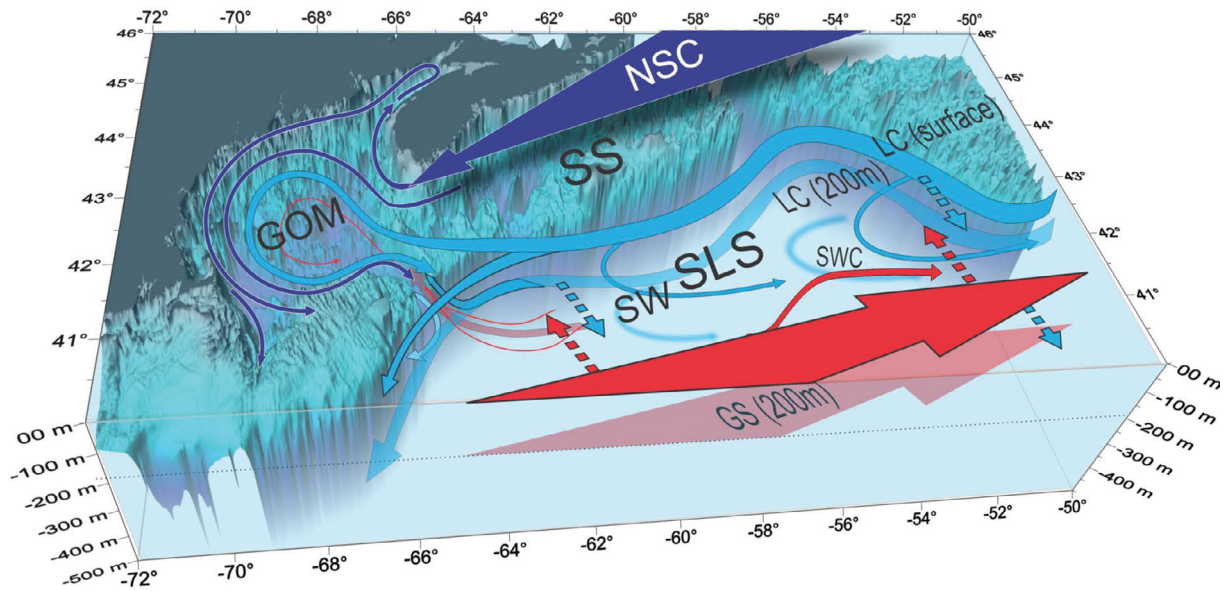 -72° -70° -68° -66° -64° -62° -60° -58° -56° -54° -52° -50°
46° 46°
45° 45°
44° 44°
43° 43°
42° 42°
41° 41°
NSC
SS
LC (surface)
LC (200m)
GOM
SLS
SWC
SW
GS (200m)
00 m 00 m
-100 m -100 m
-200 m -200 m
-300 m -300 m
-400 m -400 m
-500 m
-72° -70° -68° -66° -64° -62° -60° -58° -56° -54° -52° -50°